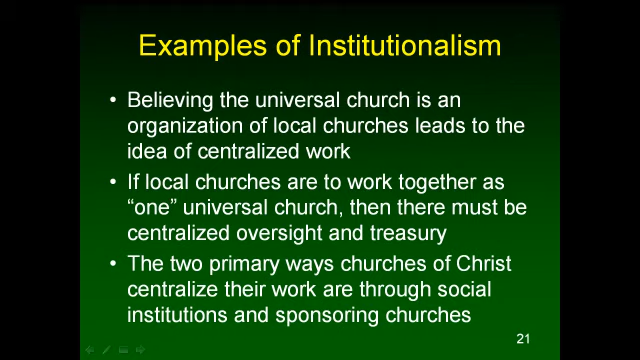 Examples of Institutionalism
• Believing the universal church is an
organization of local churches leads to the
idea of centralized work
• If local churches are to work together as
“one” universal church, then there must be
centralized oversight and treasury
• The two primary ways churches of Christ
centralize their work are through social
institutions and sponsoring churches
21